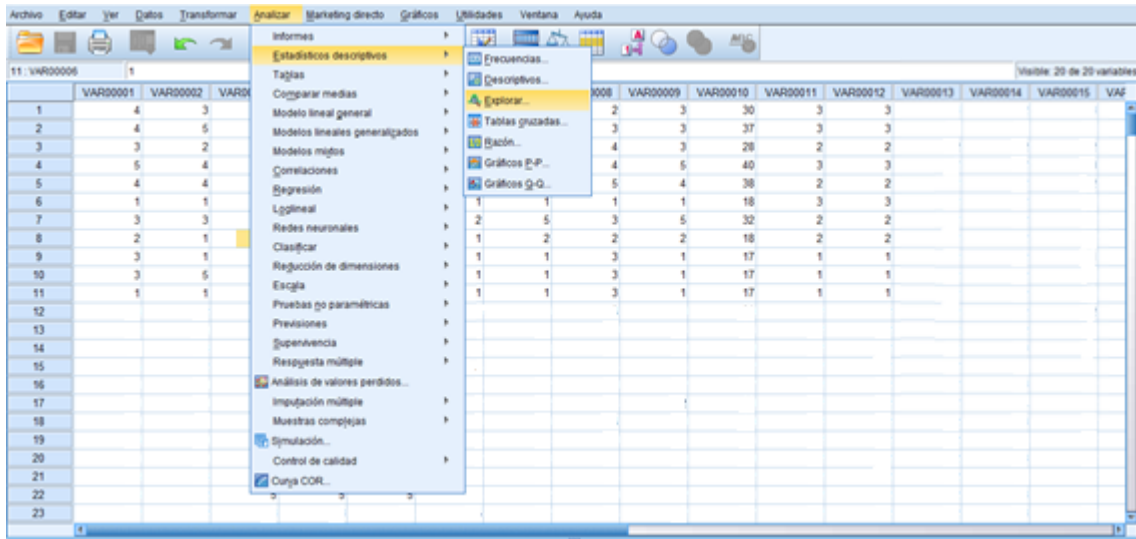 Archivo Editar Ver Datos Transformar Analizar Marketing directo Gráficos Utilidades Ventana Ayuda
11 : VAR00006 1 Visible: 20 de 20 variables
Informes
Estadísticos descriptivos
Tablas
Comparar medias
Modelo lineal general
Modelos lineales generalizados
Modelos mixtos
Correlaciones
Regresión
Loglineal
Redes neuronales
Clasificar
Reducción de dimensiones
Escala
Pruebas no paramétricas
Previsiones
Supervivencia
Respuesta múltiple
Análisis de valores perdidos...
Imputación múltiple
Muestras complejas
Simulación...
Control de calidad
Curva COR...
Frecuencias...
Descriptivos...
Explorar...
Tablas cruzadas...
Razón...
Gráficos P-P...
Gráficos Q-Q...
VAR00001 VAR00002 VAR0 0008 VAR00009 VAR00010 VAR00011 VAR00012 VAR00013 VAR00014 VAR00015 VAR
1 4 3 2 3 30 3 3
2 4 5 3 3 37 3 3
3 3 2 4 3 28 2 2
4 5 4 4 5 40 3 3
5 4 4 5 4 38 2 2
6 1 1 1 1 1 1 18 3 3
7 3 3 2 5 3 5 32 2 2
8 2 1 1 2 2 2 18 2 2
9 3 1 1 1 3 1 17 1 1
10 3 5 1 1 3 1 17 1 1
11 1 1 1 1 3 1 17 1 1
12
13
14
15
16
17
18
19
20
21
22 5 5 5
23